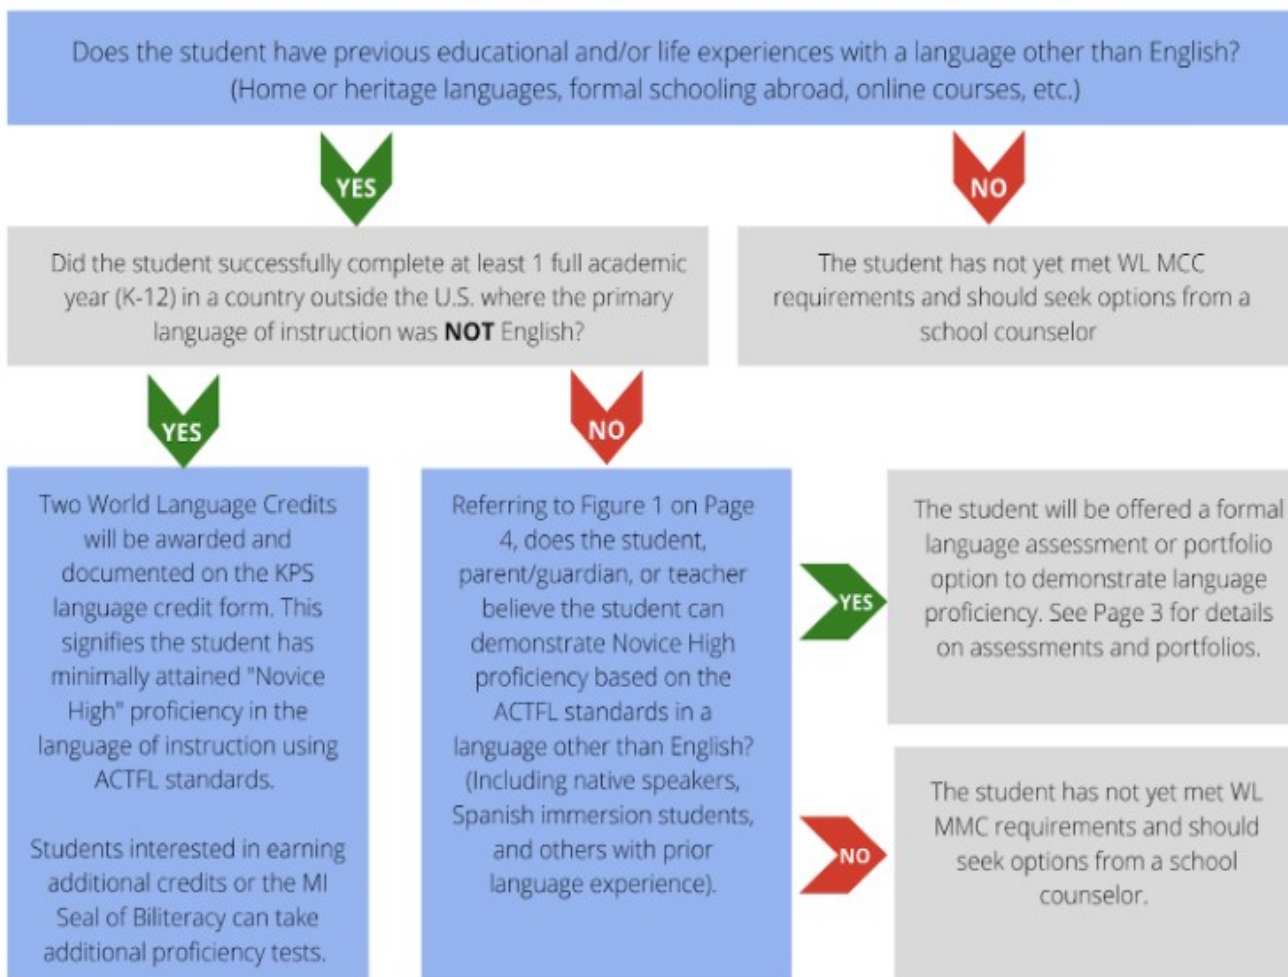 Does the student have previous educational and/or life experiences with a language other than English?
(Home or heritage languages, formal schooling abroad, online courses, etc.)
YES
NO
Did the student successfully complete at least 1 full academic
year (K-12) in a country outside the U.S. where the primary
language of instruction was NOT English?
The student has not yet met WL MCC
requirements and should seek options from a
school counselor
YES
NO
Two World Language Credits
will be awarded and
documented on the KPS
language credit form. This
signifies the student has
minimally attained "Novice
High" proficiency in the
language of instruction using
ACTFL standards.
Students interested in earning
additional credits or the MI
Seal of Biliteracy can take
additional proficiency tests.
Referring to Figure 1 on Page
4, does the student,
parent/guardian, or teacher
believe the student can
demonstrate Novice High
proficiency based on the
ACTFL standards in a
language other than English?
(Including native speakers,
Spanish immersion students,
and others with prior
language experience).
YES
The student will be offered a formal
language assessment or portfolio
option to demonstrate language
proficiency. See Page 3 for details
on assessments and portfolios.
NO
The student has not yet met WL
MMC requirements and should
seek options from a school
counselor.